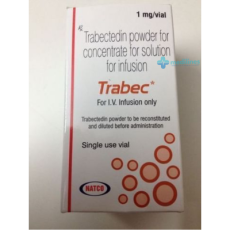 1 mg/vial
Trabectedin powder for
concentrate for solution
for infusion
Trabec
For I.V. Infusion only
Trabectedin powder to be reconstituted
and diluted before administration
Single use vial
NATCO